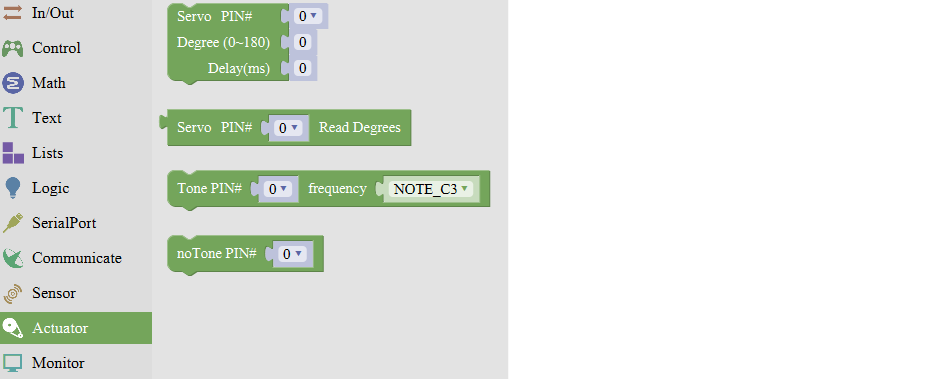 In/Out
Control
Math
Text
Lists
Logic
SerialPort
Communicate
Sensor
Actuator
Monitor
Servo PIN# 0
Degree (0~180) 0
Delay(ms) 0
Servo PIN# 0 Read Degrees
Tone PIN# 0 frequency NOTE_C3
noTone PIN# 0